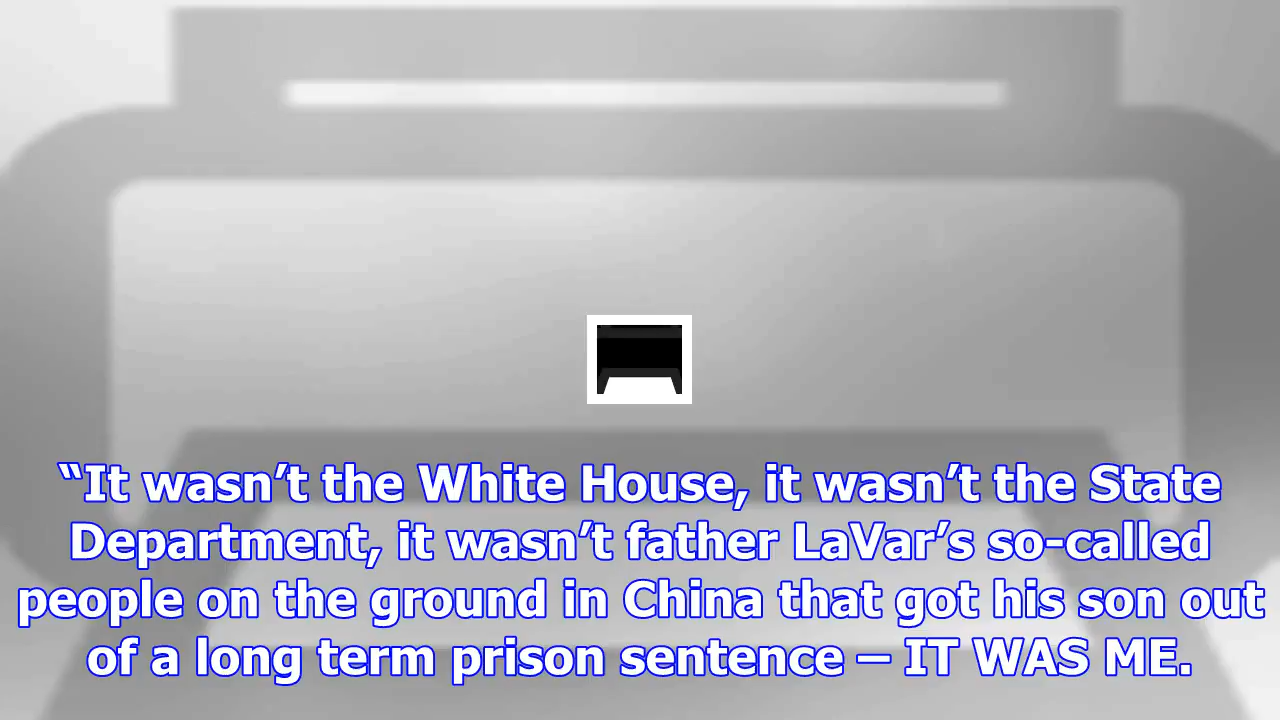 “It wasn’t the White House, it wasn’t the State
Department, it wasn’t father LaVar’s so-called
people on the ground in China that got his son out
of a long term prison sentence – IT WAS ME.